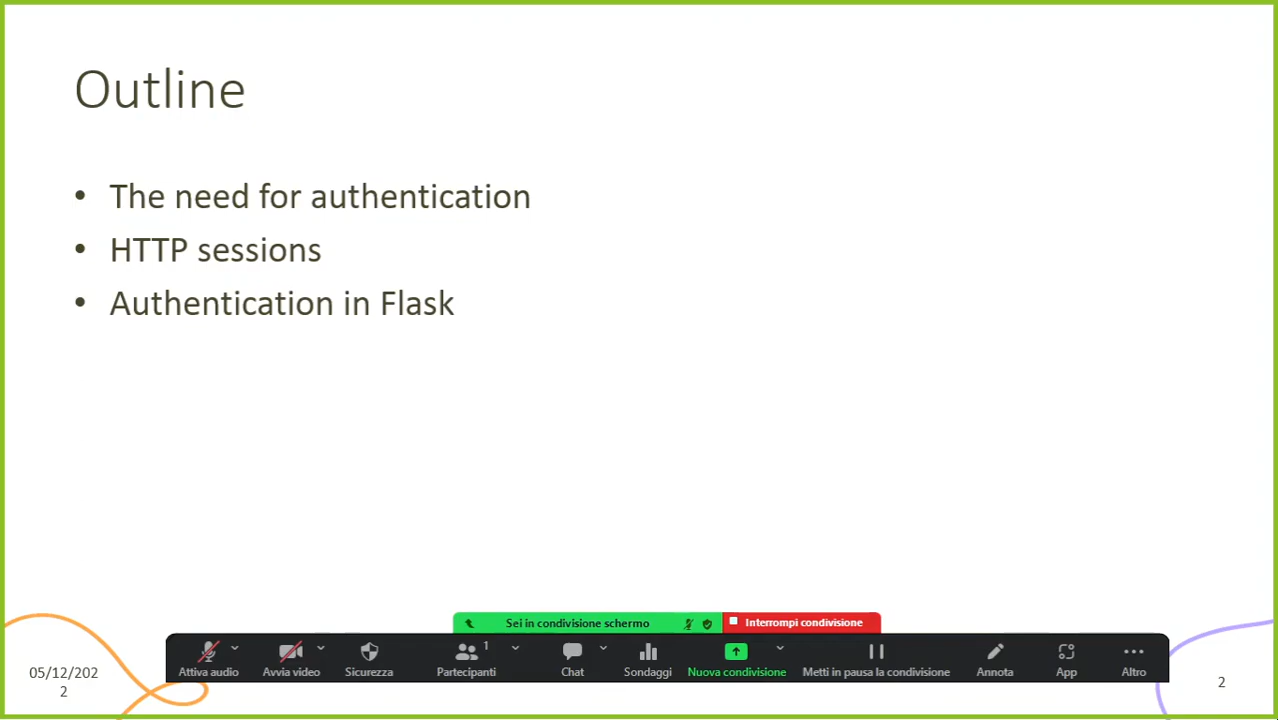 Outline
• The need for authentication
• HTTP sessions
• Authentication in Flask
Sei in condivisione schermo
Interrompi condivisione
1
Attiva audio
Avvia video
Sicurezza
Partecipanti
Chat
Sondaggi
Nuova condivisione
Metti in pausa la condivisione
Annota
App
Altro
05/12/202
2
2